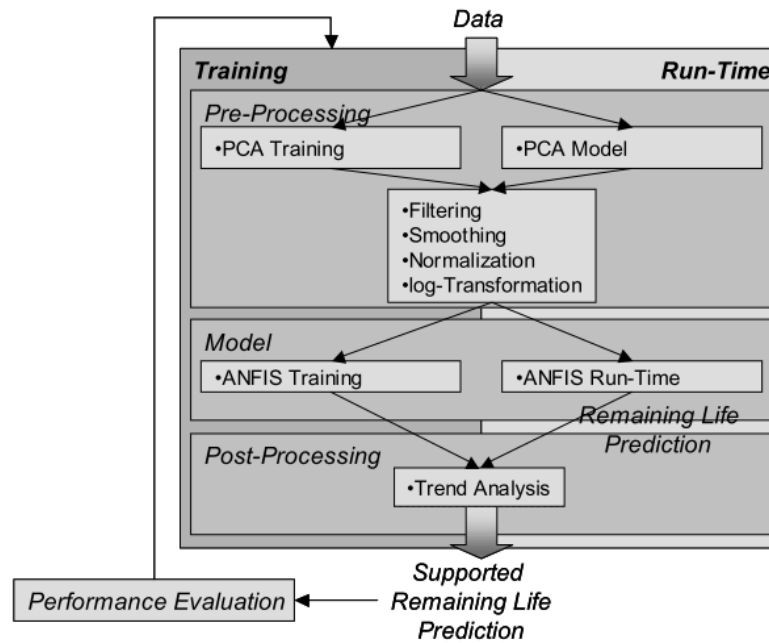 Data
Training
Run-Time
Pre-Processing
•PCA Training
•PCA Model
•Filtering
•Smoothing
•Normalization
•log-Transformation
Model
•ANFIS Training
•ANFIS Run-Time
Remaining Life
Prediction
Post-Processing
•Trend Analysis
Supported
Remaining Life
Prediction
Performance Evaluation